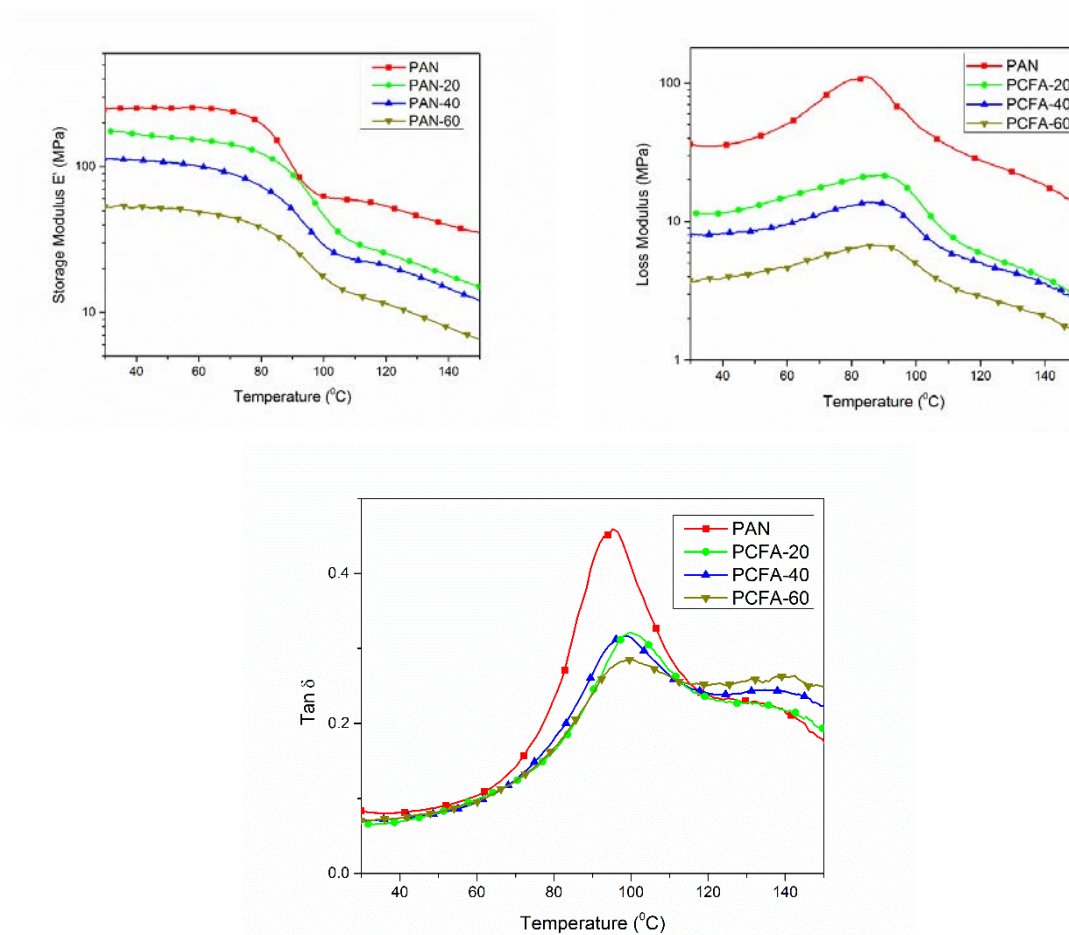 PAN
PAN-20
PAN-40
PAN-60
Storage Modulus E' (MPa)
100
10
40
60
80
100
120
140
Temperature (⁰C)
PAN
PCFA-20
PCFA-40
PCFA-60
Loss Modulus (MPa)
100
10
1
40
60
80
100
120
140
Temperature (⁰C)
PAN
PCFA-20
PCFA-40
PCFA-60
Tan δ
0.4
0.2
0.0
40
60
80
100
120
140
Temperature (⁰C)